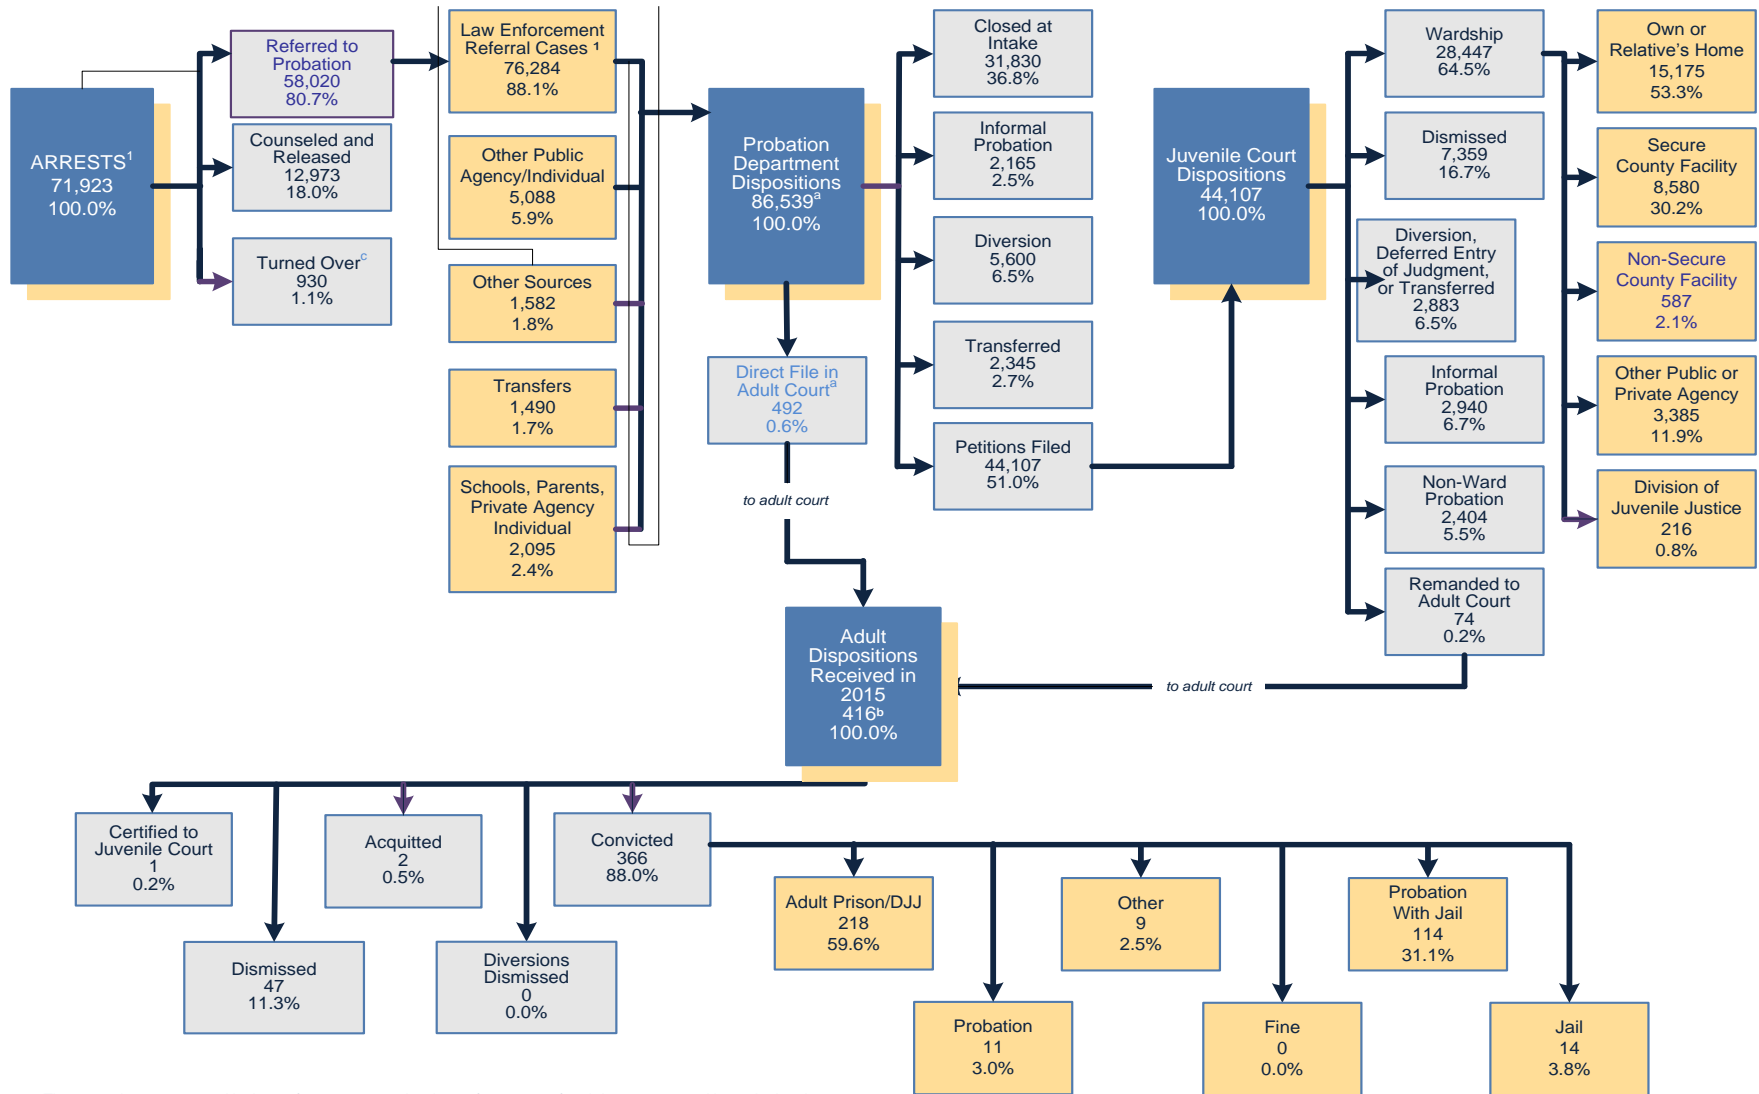 ARRESTS¹
71,923
100.0%
Referred to
Probation
58,020
80.7%
Counseled and
Released
12,973
18.0%
Turned Overᶜ
930
1.1%
Law Enforcement
Referral Cases ¹
76,284
88.1%
Other Public
Agency/Individual
5,088
5.9%
Other Sources
1,582
1.8%
Transfers
1,490
1.7%
Schools, Parents,
Private Agency
Individual
2,095
2.4%
Probation
Department
Dispositions
86,539ᵃ
100.0%
Direct File in
Adult Courtᵃ
492
0.6%
to adult court
Closed at
Intake
31,830
36.8%
Informal
Probation
2,165
2.5%
Diversion
5,600
6.5%
Transferred
2,345
2.7%
Petitions Filed
44,107
51.0%
Juvenile Court
Dispositions
44,107
100.0%
Wardship
28,447
64.5%
Dismissed
7,359
16.7%
Diversion,
Deferred Entry
of Judgment,
or Transferred
2,883
6.5%
Informal
Probation
2,940
6.7%
Non-Ward
Probation
2,404
5.5%
Remanded to
Adult Court
74
0.2%
to adult court
Own or
Relative's Home
15,175
53.3%
Secure
County Facility
8,580
30.2%
Non-Secure
County Facility
587
2.1%
Other Public or
Private Agency
3,385
11.9%
Division of
Juvenile Justice
216
0.8%
Adult
Dispositions
Received in
2015
416ᵇ
100.0%
Certified to
Juvenile Court
1
0.2%
Dismissed
47
11.3%
Acquitted
2
0.5%
Diversions
Dismissed
0
0.0%
Convicted
366
88.0%
Adult Prison/DJJ
218
59.6%
Probation
11
3.0%
Other
9
2.5%
Fine
0
0.0%
Probation
With Jail
114
31.1%
Jail
14
3.8%